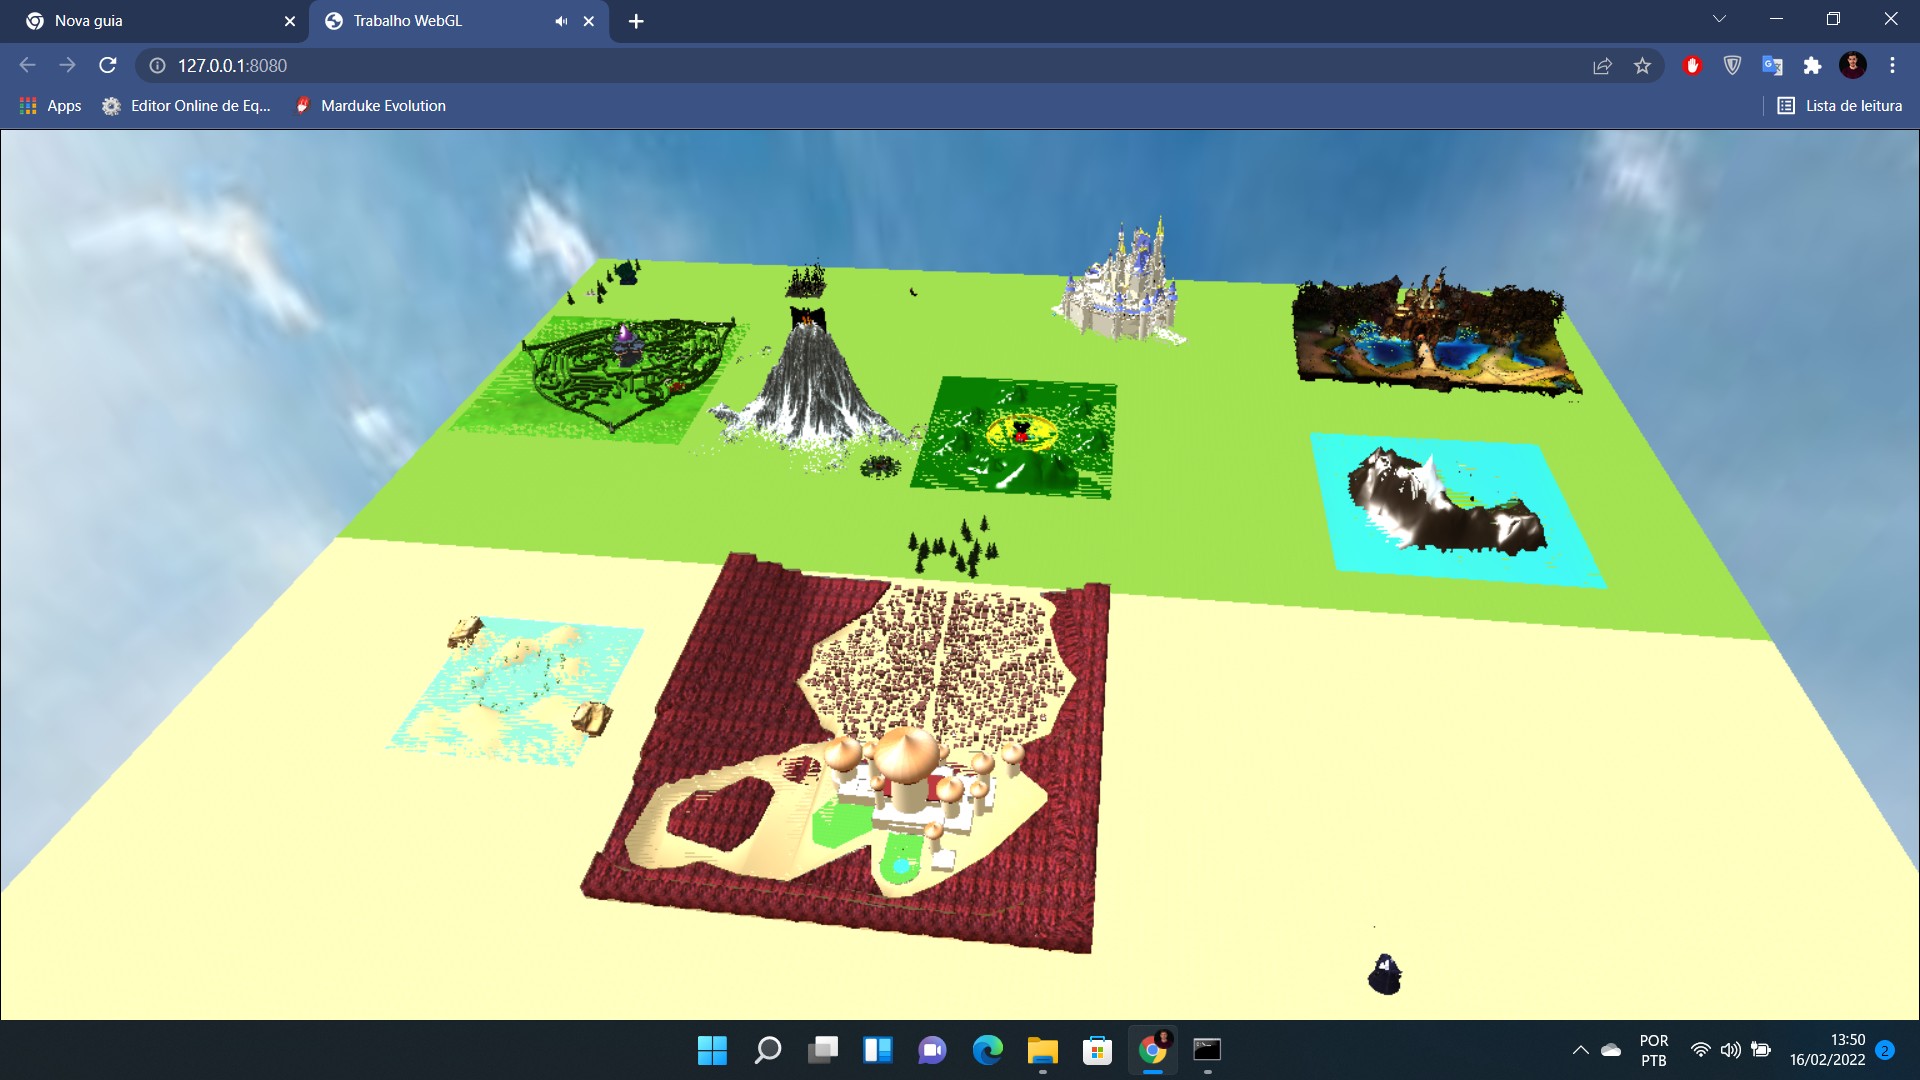 Nova guia
Trabalho WebGL
127.0.0.1:8080
Apps
Editor Online de Eq...
Marduke Evolution
Lista de leitura
POR
PTB
13:50
16/02/2022
2